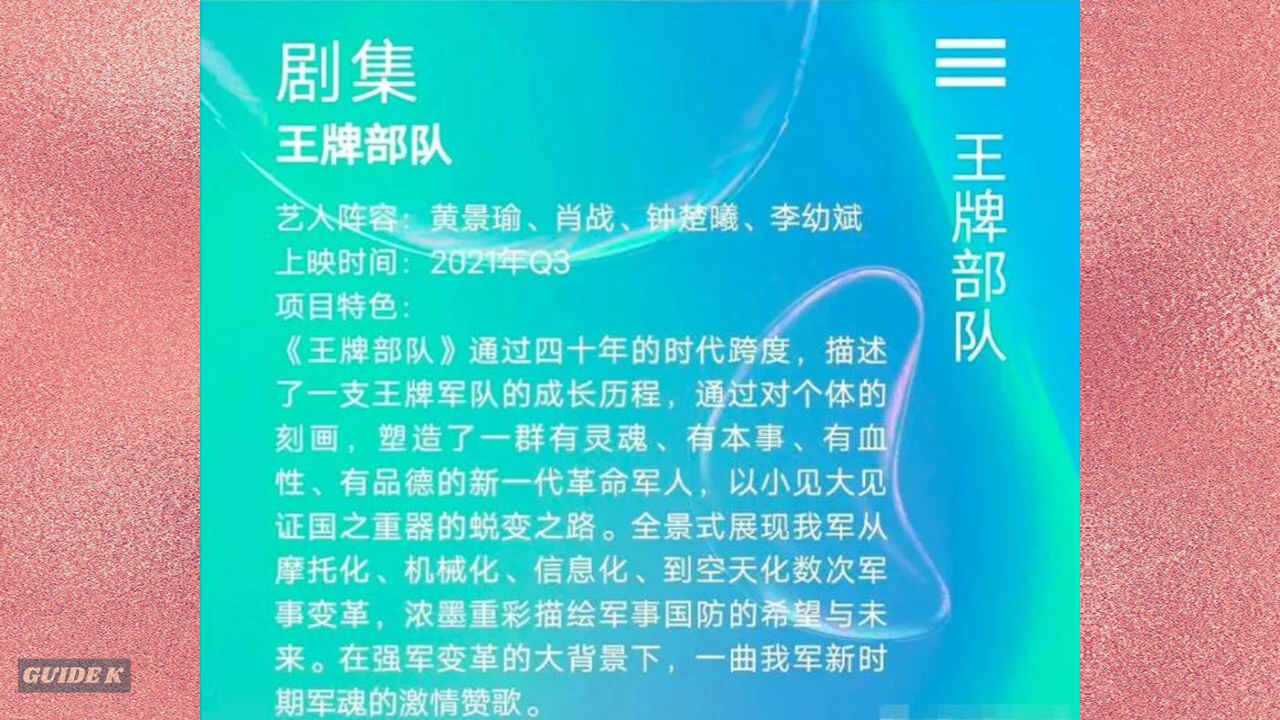 剧集
王牌部队
艺人阵容：黄景瑜、肖战、钟楚曦、李幼斌
上映时间：2021年Q3
项目特色：
《王牌部队》通过四十年的时代跨度，描述
了一支王牌军队的成长历程，通过对个体的
刻画，塑造了一群有灵魂、有本事、有血
性、有品德的新一代革命军人，以小见大见
证国之重器的蜕变之路。全景式展现我军从
摩托化、机械化、信息化、到空天化数次军
事变革，浓墨重彩描绘军事国防的希望与未
来。在强军变革的大背景下，一曲我军新时
期军魂的激情赞歌。
王牌部队
GUIDE K